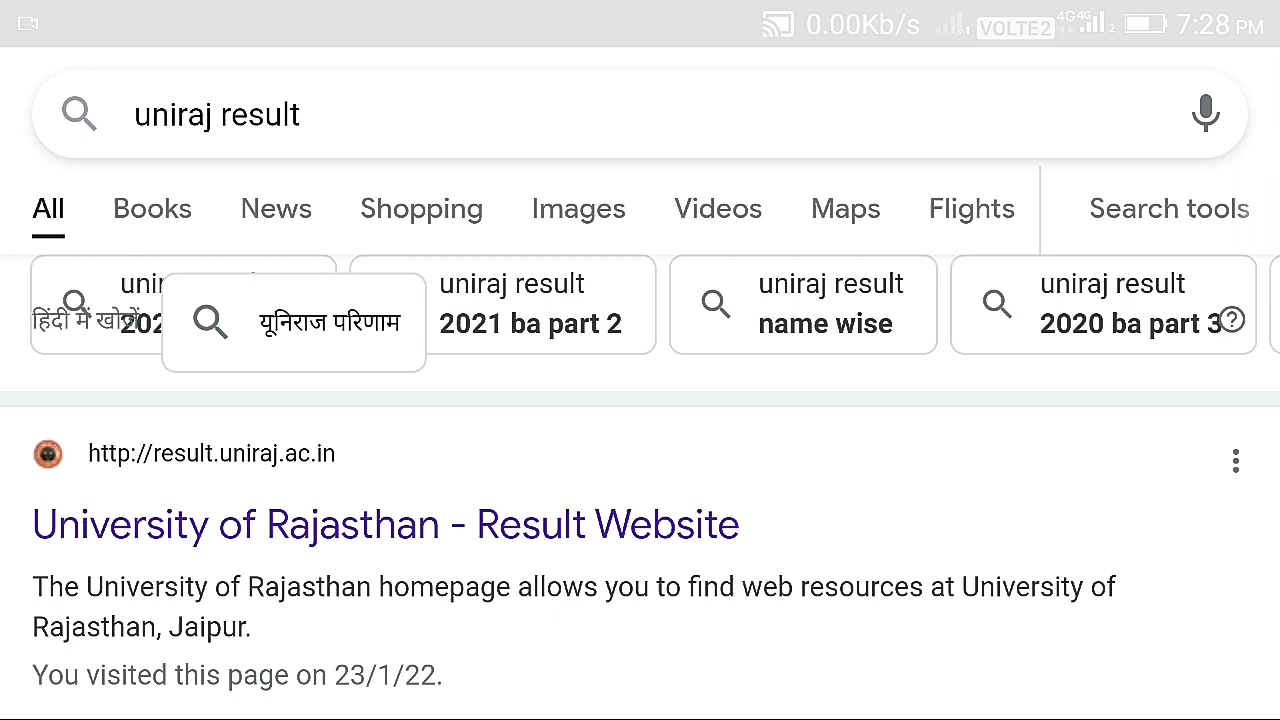 0.00Kb/s VOLTE2 4G 4G 2 7:28 PM
uniraj result
All Books News Shopping Images Videos Maps Flights Search tools
uniraj result
2021 ba part 2
uniraj result
name wise
uniraj result
2020 ba part 3
हिंदी में खोजें
यूनिराज परिणाम
http://result.uniraj.ac.in
University of Rajasthan - Result Website
The University of Rajasthan homepage allows you to find web resources at University of
Rajasthan, Jaipur.
You visited this page on 23/1/22.